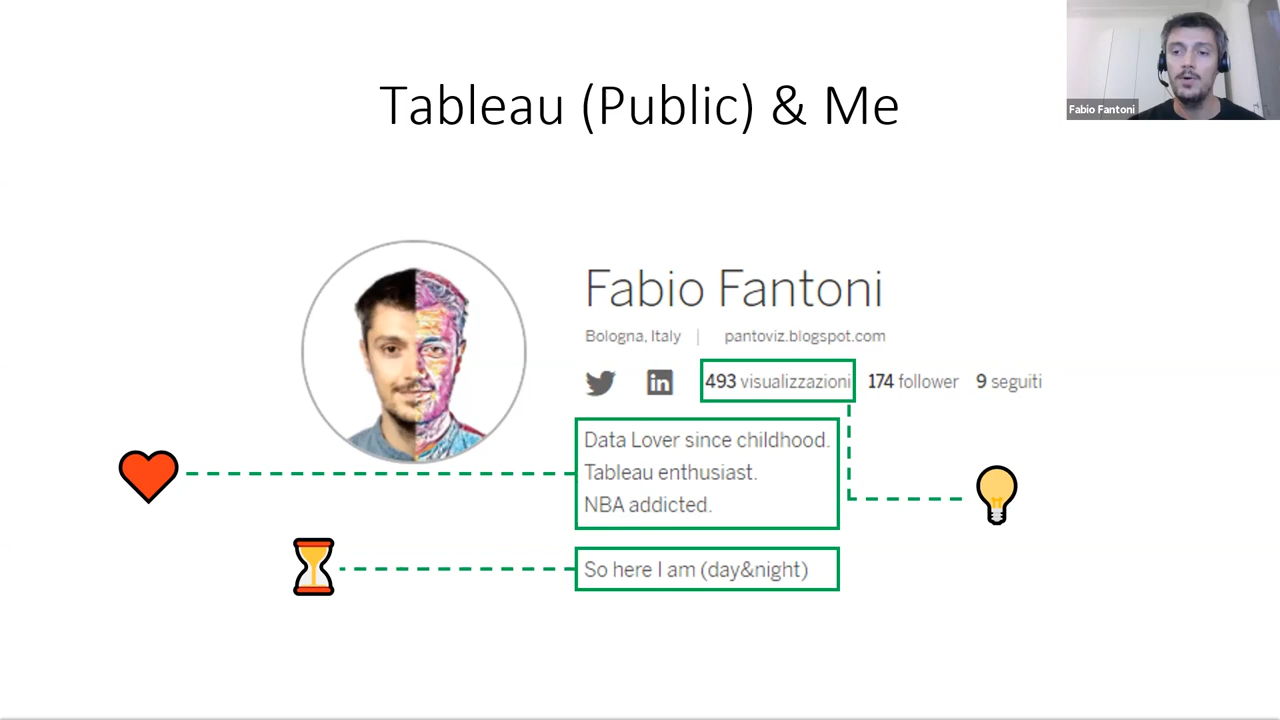 Tableau (Public) & Me
Fabio Fantoni
Fabio Fantoni
Bologna, Italy | pantoviz.blogspot.com
in 493 visualizzazioni 174 follower 9 seguiti
Data Lover since childhood.
Tableau enthusiast.
NBA addicted.
So here I am (day&night)